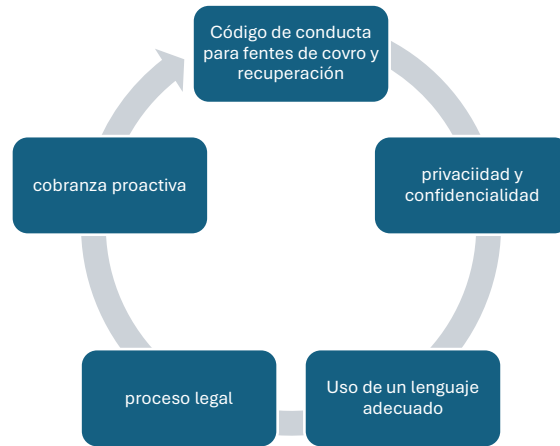 Código de conducta
para fentes de covro y
recuperación
privaciidad y
confidencialidad
Uso de un lenguaje
adecuado
proceso legal
cobranza proactiva